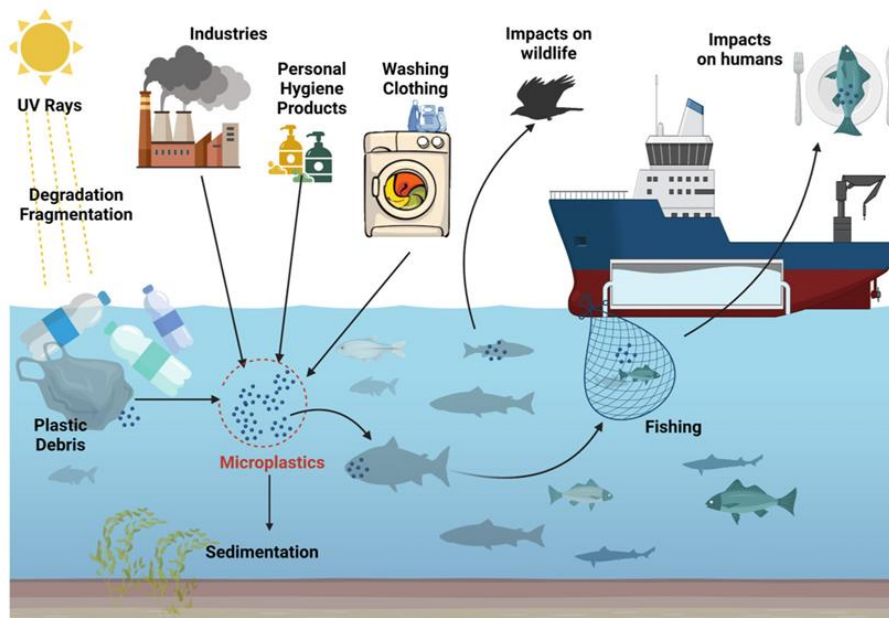 Industries
Impacts on
wildlife
Impacts
on humans
Personal
Hygiene
Products
Washing
Clothing
UV Rays
Degradation
Fragmentation
Plastic
Debris
Microplastics
Fishing
Sedimentation